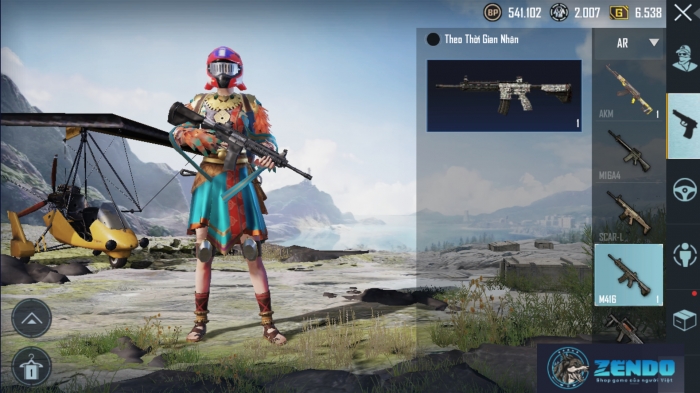 BP 541.102 2.007 G 6.538
Theo Thời Gian Nhận
AR
1
AKM
1
M16A4
SCAR-L
M416
1
ZENDO
Shop game của người Việt